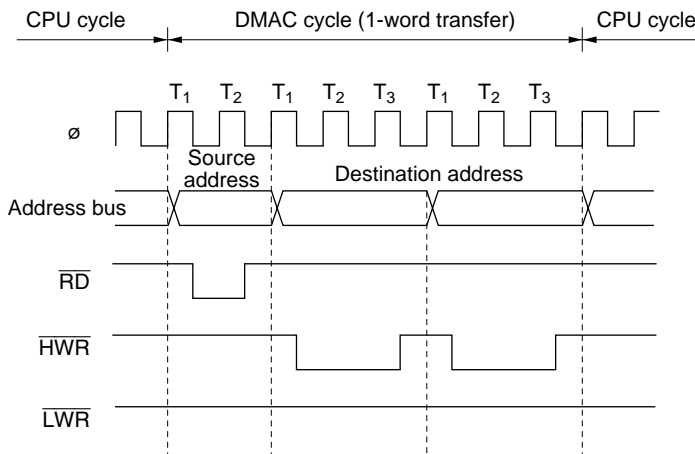 CPU cycle DMAC cycle (1-word transfer) CPU cycle
T1 T2 T1 T2 T3 T1 T2 T3
ø
Source
address
Destination address
Address bus
RD
HWR
LWR